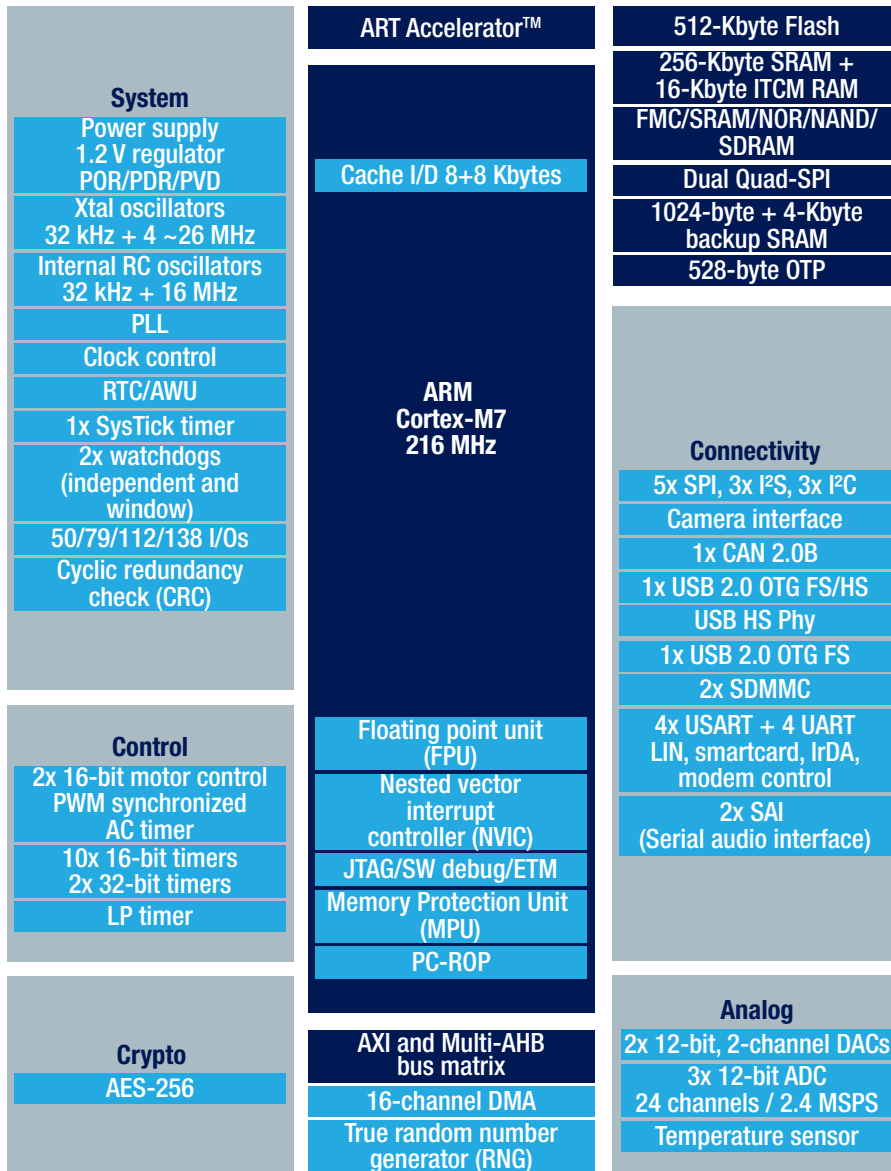 System
Power supply
1.2 V regulator
POR/PDR/PVD
Xtal oscillators
32 kHz + 4 ~26 MHz
Internal RC oscillators
32 kHz + 16 MHz
PLL
Clock control
RTC/AWU
1x SysTick timer
2x watchdogs
(independent and
window)
50/79/112/138 I/Os
Cyclic redundancy
check (CRC)
Control
2x 16-bit motor control
PWM synchronized
AC timer
10x 16-bit timers
2x 32-bit timers
LP timer
Crypto
AES-256
ART Accelerator™
Cache I/D 8+8 Kbytes
ARM
Cortex-M7
216 MHz
Floating point unit
(FPU)
Nested vector
interrupt
controller (NVIC)
JTAG/SW debug/ETM
Memory Protection Unit
(MPU)
PC-ROP
AXI and Multi-AHB
bus matrix
16-channel DMA
True random number
generator (RNG)
512-Kbyte Flash
256-Kbyte SRAM +
16-Kbyte ITCM RAM
FMC/SRAM/NOR/NAND/
SDRAM
Dual Quad-SPI
1024-byte + 4-Kbyte
backup SRAM
528-byte OTP
Connectivity
5x SPI, 3x I²S, 3x I²C
Camera interface
1x CAN 2.0B
1x USB 2.0 OTG FS/HS
USB HS Phy
1x USB 2.0 OTG FS
2x SDMMC
4x USART + 4 UART
LIN, smartcard, IrDA,
modem control
2x SAI
(Serial audio interface)
Analog
2x 12-bit, 2-channel DACs
3x 12-bit ADC
24 channels / 2.4 MSPS
Temperature sensor